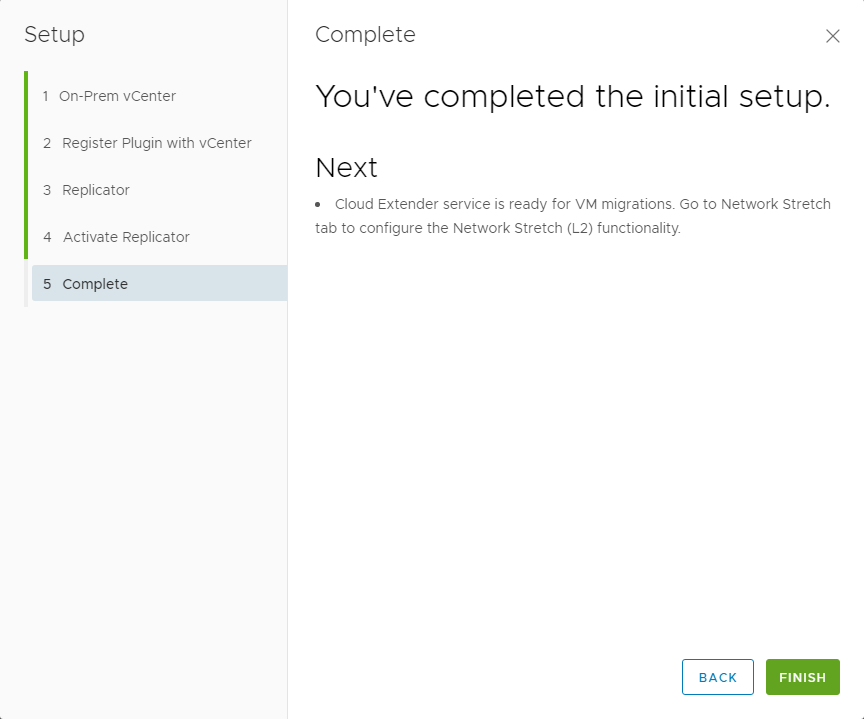 Setup
1 On-Prem vCenter
2 Register Plugin with vCenter
3 Replicator
4 Activate Replicator
5 Complete
Complete
You've completed the initial setup.
Next
• Cloud Extender service is ready for VM migrations. Go to Network Stretch
tab to configure the Network Stretch (L2) functionality.
BACK
FINISH